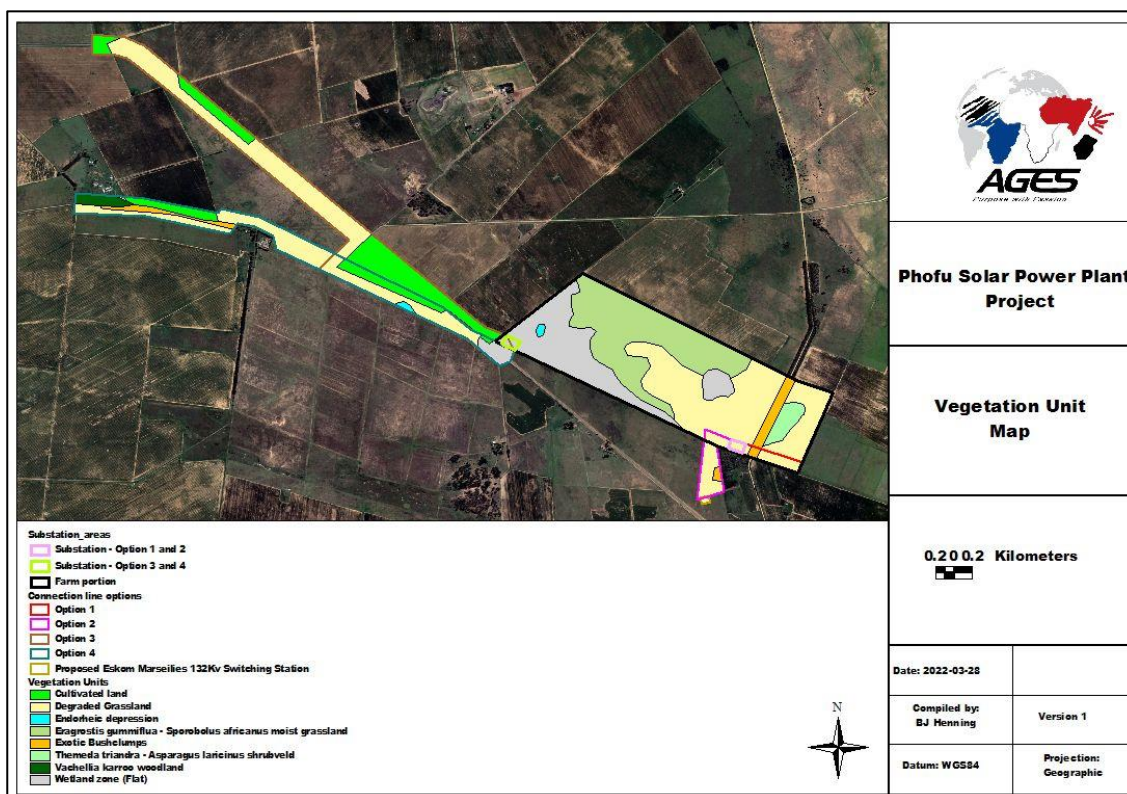 AGES
Purpose with Passion
Phofu Solar Power Plant
Project
Vegetation Unit
Map
0.2 0 0.2 Kilometers
Date: 2022-03-28
Compiled by:
BJ Henning
Version 1
Datum: WGS84
Projection:
Geographic
N
Substation_areas
Substation - Option 1 and 2
Substation - Option 3 and 4
Farm portion
Connection line options
Option 1
Option 2
Option 3
Option 4
Proposed Eskom Marseilies 132Kv Switching Station
Vegetation Units
Cultivated land
Degraded Grassland
Endorheic depression
Eragrostis gummiflua - Sporobolus africanus moist grassland
Exotic Bushclumps
Themeda triandra - Asparagus laricinus shrubveld
Vachellia karroo woodland
Wetland zone (Flat)